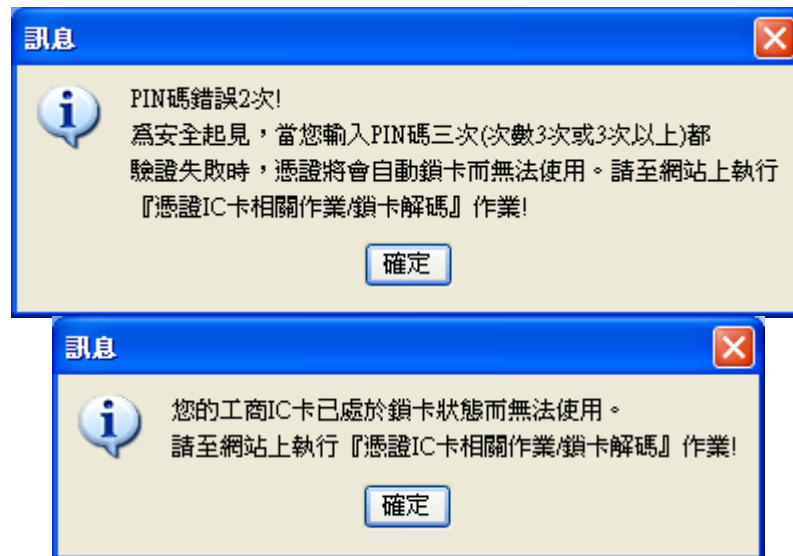 訊息
PIN碼錯誤2次!
為安全起見，當您輸入PIN碼三次(次數3次或3次以上)都
驗證失敗時，憑證將會自動鎖卡而無法使用。請至網站上執行
『憑證IC卡相關作業/鎖卡解碼』作業!
確定
訊息
您的工商IC卡已處於鎖卡狀態而無法使用。
請至網站上執行『憑證IC卡相關作業/鎖卡解碼』作業!
確定